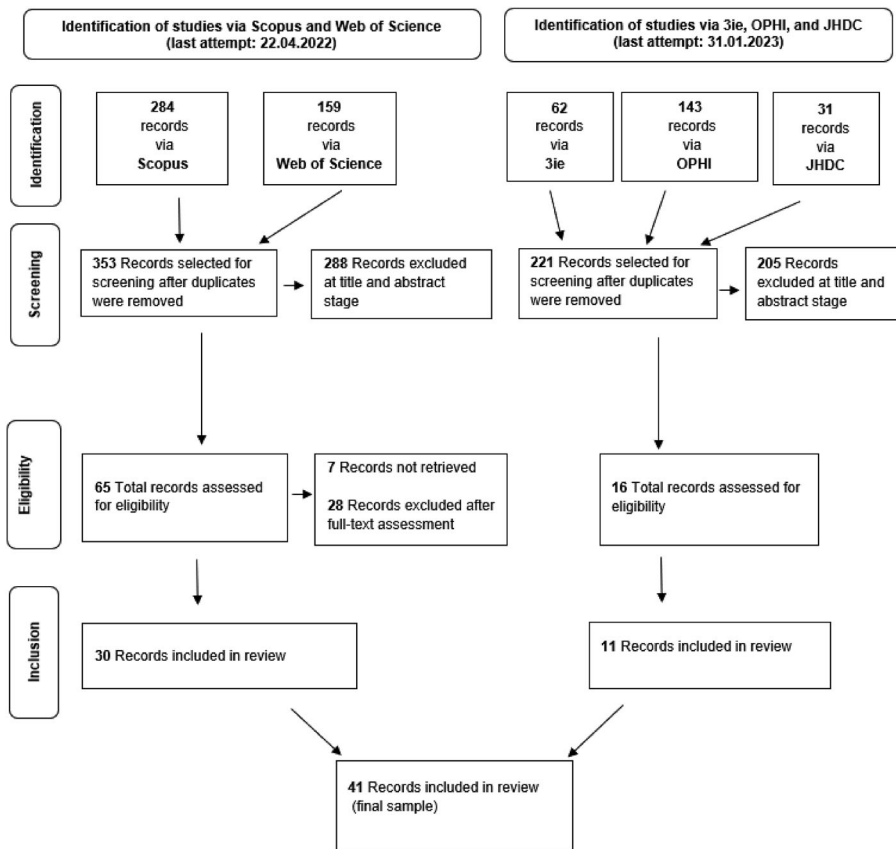 Identification of studies via Scopus and Web of Science
(last attempt: 22.04.2022)
Identification of studies via 3ie, OPHI, and JHDC
(last attempt: 31.01.2023)
Identification
284
records
via
Scopus
159
records
via
Web of Science
62
records
via
3ie
143
records
via
OPHI
31
records
via
JHDC
Screening
353 Records selected for
screening after duplicates
were removed
288 Records excluded
at title and abstract
stage
221 Records selected for
screening after duplicates
were removed
205 Records
excluded at title and
abstract stage
Eligibility
65 Total records assessed
for eligibility
7 Records not retrieved
28 Records excluded after
full-text assessment
16 Total records assessed for
eligibility
Inclusion
30 Records included in review
11 Records included in review
41 Records included in review
(final sample)